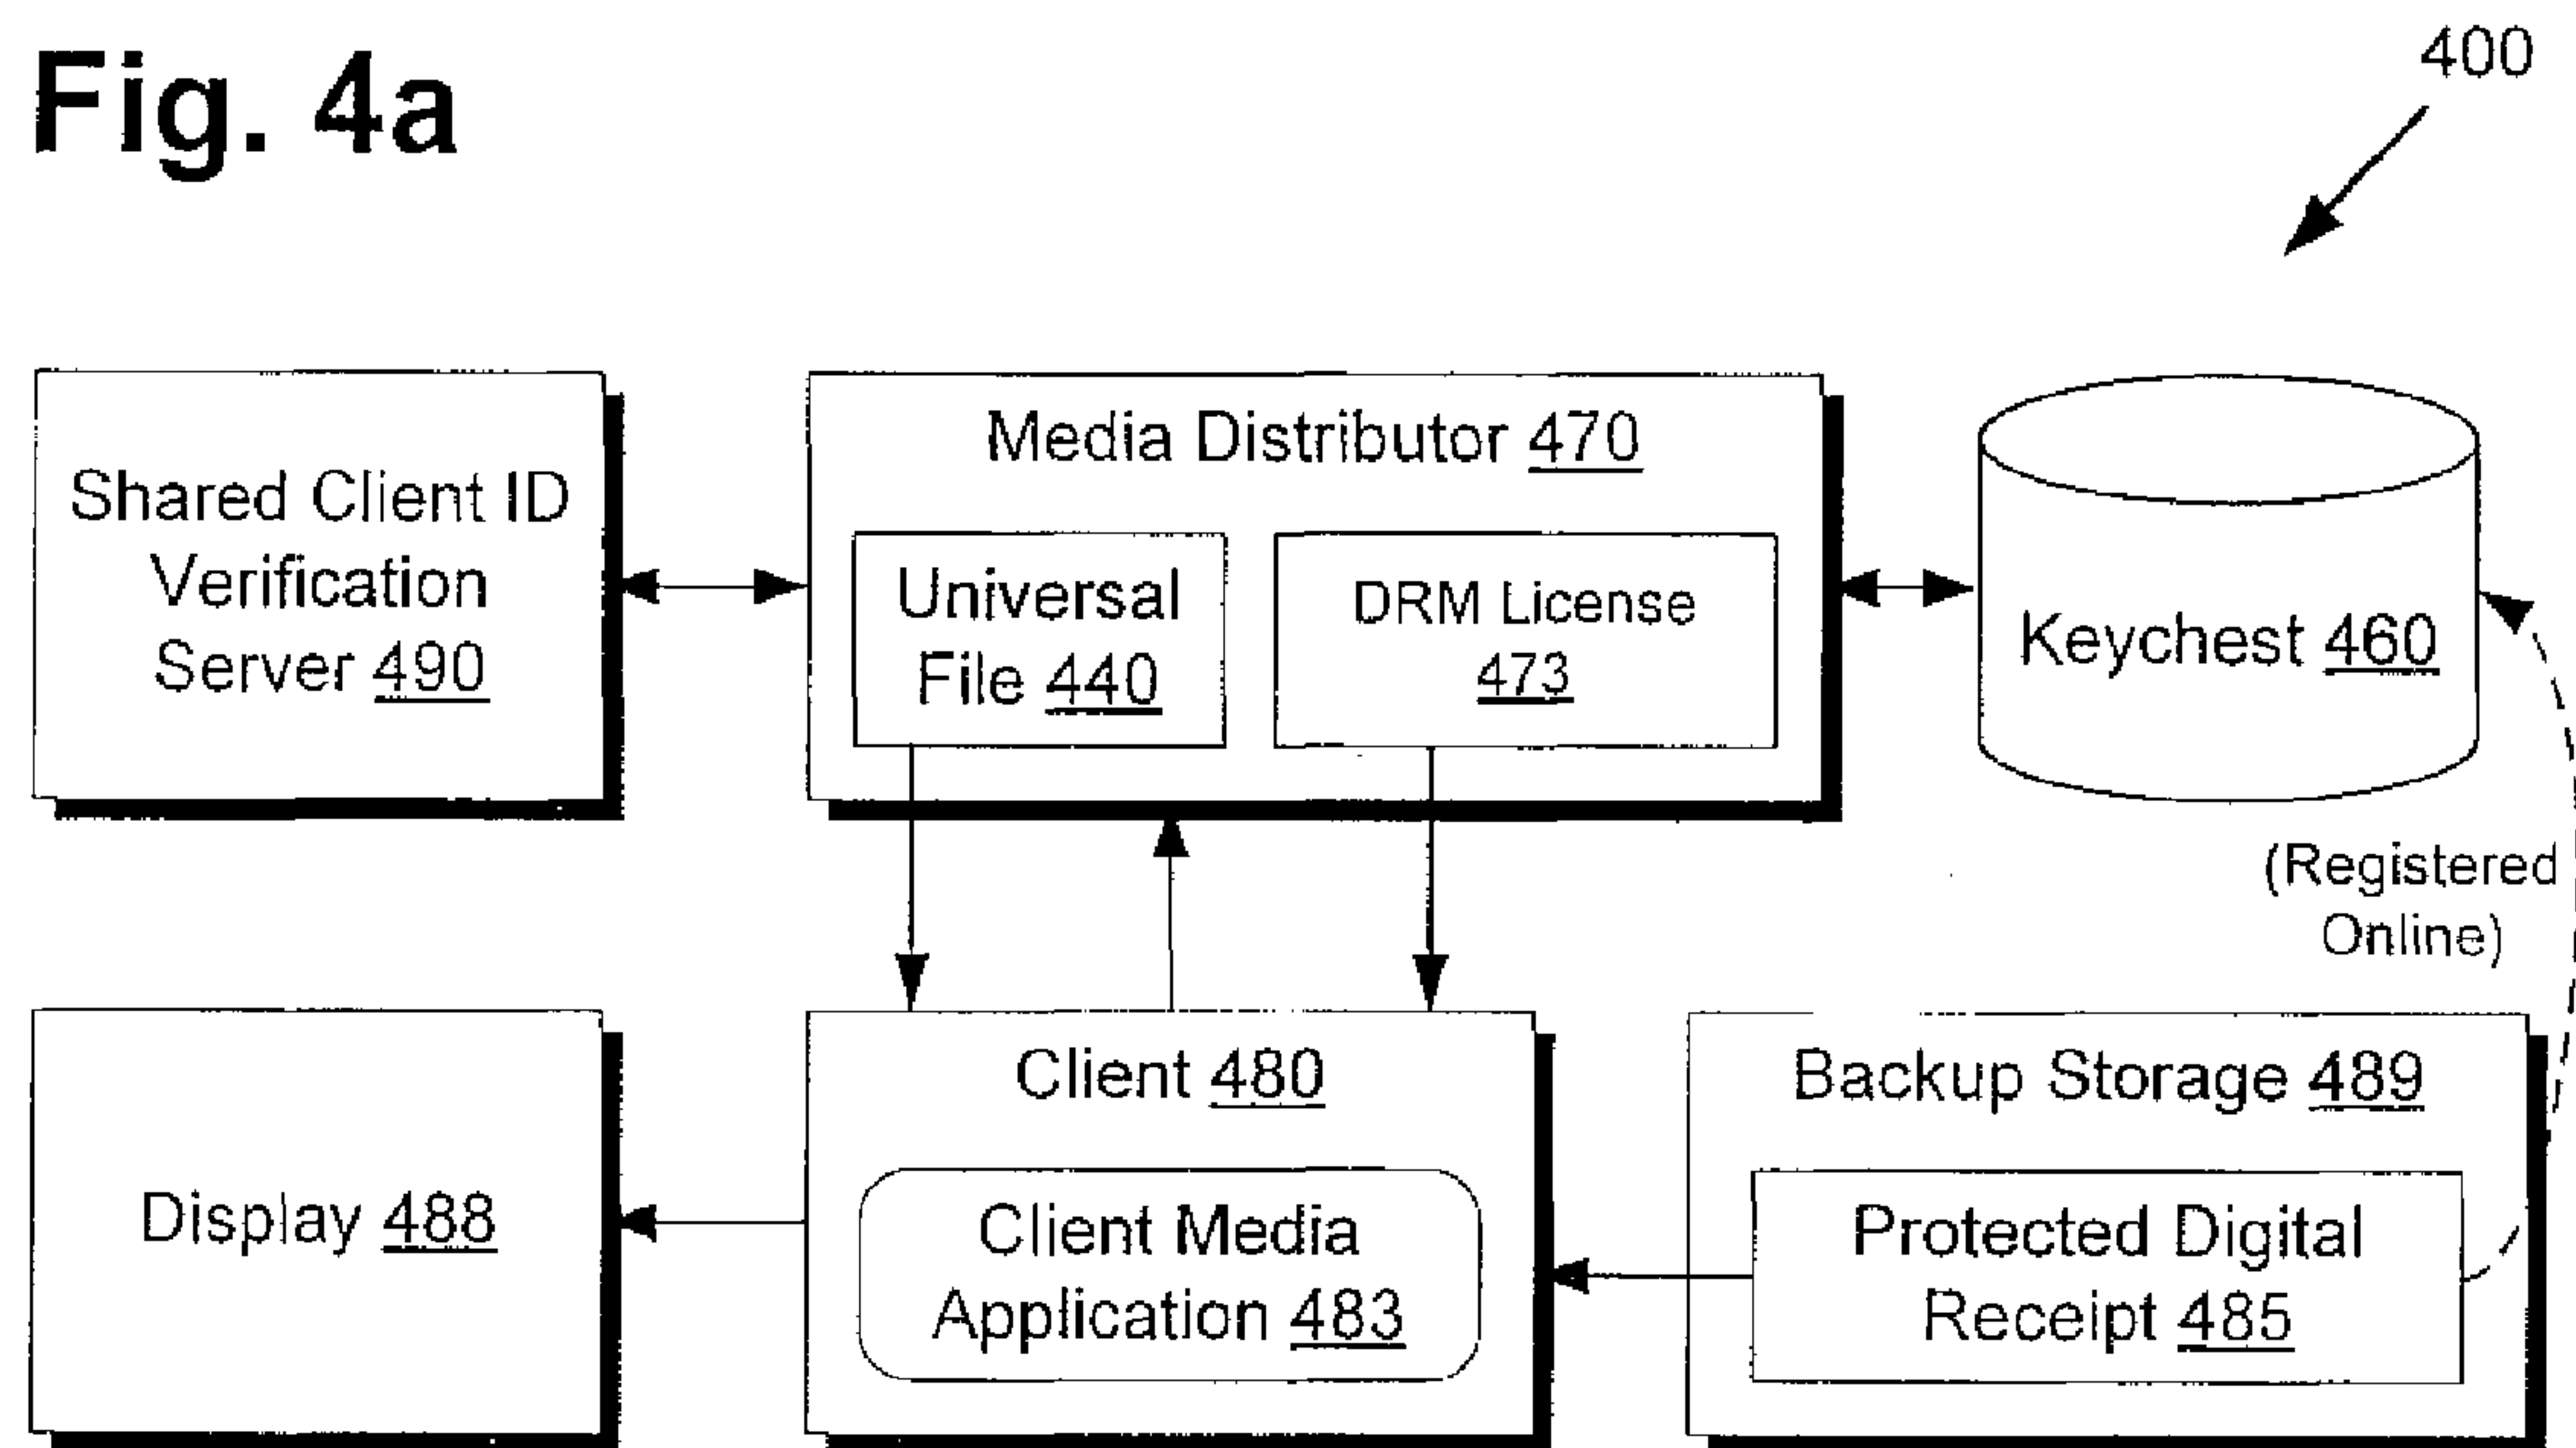 Fig. 4a
400
Shared Client ID
Verification
Server 490
Media Distributor 470
Universal
File 440
DRM License
473
Keychest 460
(Registered
Online)
Display 488
Client 480
Client Media
Application 483
Backup Storage 489
Protected Digital
Receipt 485